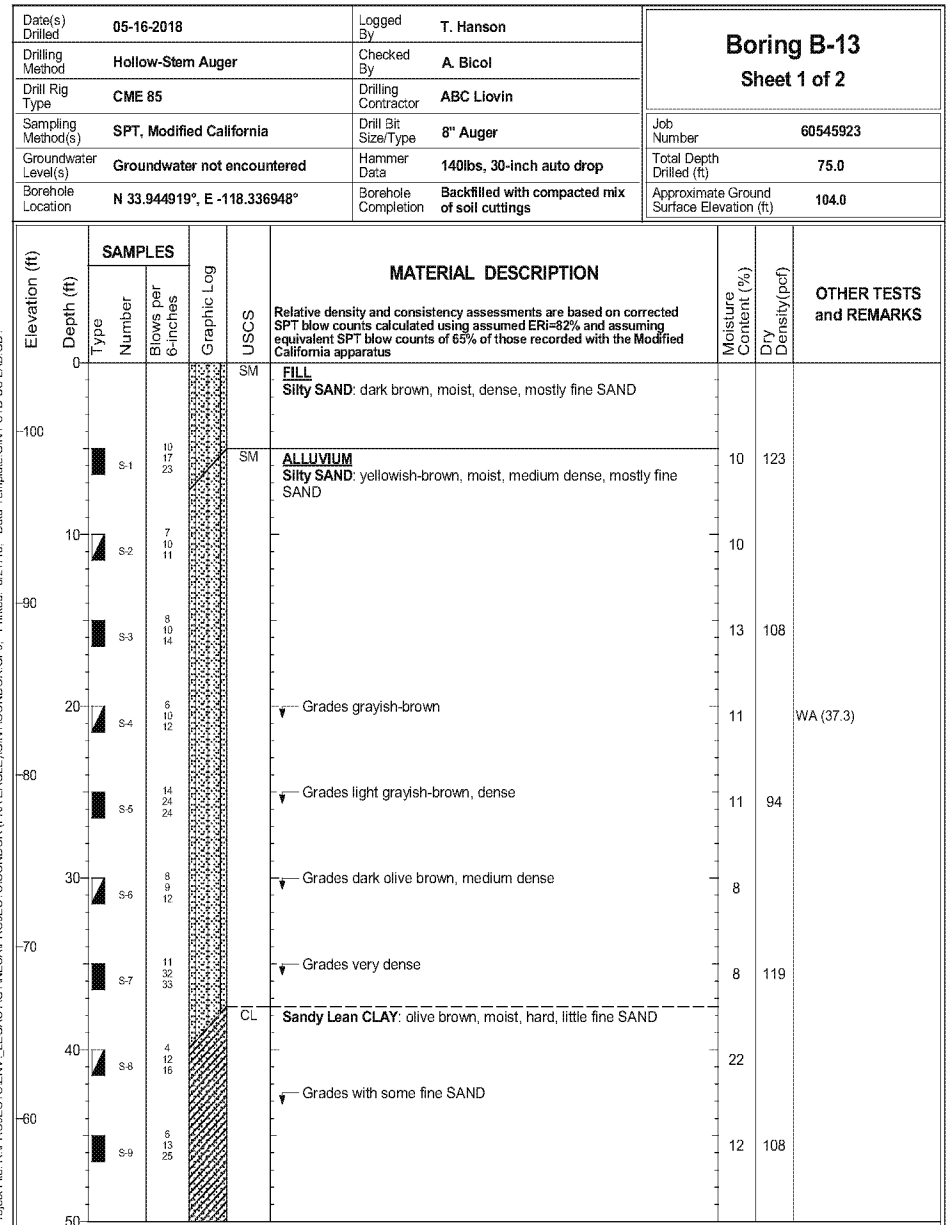 Date(s) Drilled 05-16-2018 Logged By T. Hanson
Drilling Method Hollow-Stem Auger Checked By A. Bicol
Drill Rig Type CME 85 Drilling Contractor ABC Liovin
Sampling Method(s) SPT, Modified California Drill Bit Size/Type 8" Auger
Groundwater Level(s) Groundwater not encountered Hammer Data 140lbs, 30-inch auto drop
Borehole Location N 33.944919°, E -118.336948° Borehole Completion Backfilled with compacted mix of soil cuttings
Boring B-13
Sheet 1 of 2
Job Number 60545923
Total Depth Drilled (ft) 75.0
Approximate Ground Surface Elevation (ft) 104.0
Elevation (ft)
Depth (ft)
SAMPLES
Type
Number
Blows per 6-inches
Graphic Log
USCS
MATERIAL DESCRIPTION
Relative density and consistency assessments are based on corrected
SPT blow counts calculated using assumed ERi=82% and assuming
equivalent SPT blow counts of 65% of those recorded with the Modified
California apparatus
Moisture Content (%)
Dry Density(pcf)
OTHER TESTS and REMARKS
0
SM FILL
Silty SAND: dark brown, moist, dense, mostly fine SAND
100
S-1 10 17 23
SM ALLUVIUM
10 123
Silty SAND: yellowish-brown, moist, medium dense, mostly fine
SAND
10
S-2 7 10 11
10
90
S-3 8 10 14
13 108
20
S-4 6 10 12
Grades grayish-brown
11
WA (37.3)
80
S-5 14 24 24
Grades light grayish-brown, dense
11 94
30
S-6 8 9 12
Grades dark olive brown, medium dense
8
70
S-7 11 32 33
Grades very dense
8 119
CL Sandy Lean CLAY: olive brown, moist, hard, little fine SAND
40
S-8 4 12 16
22
Grades with some fine SAND
60
S-9 6 13 25
12 108
50